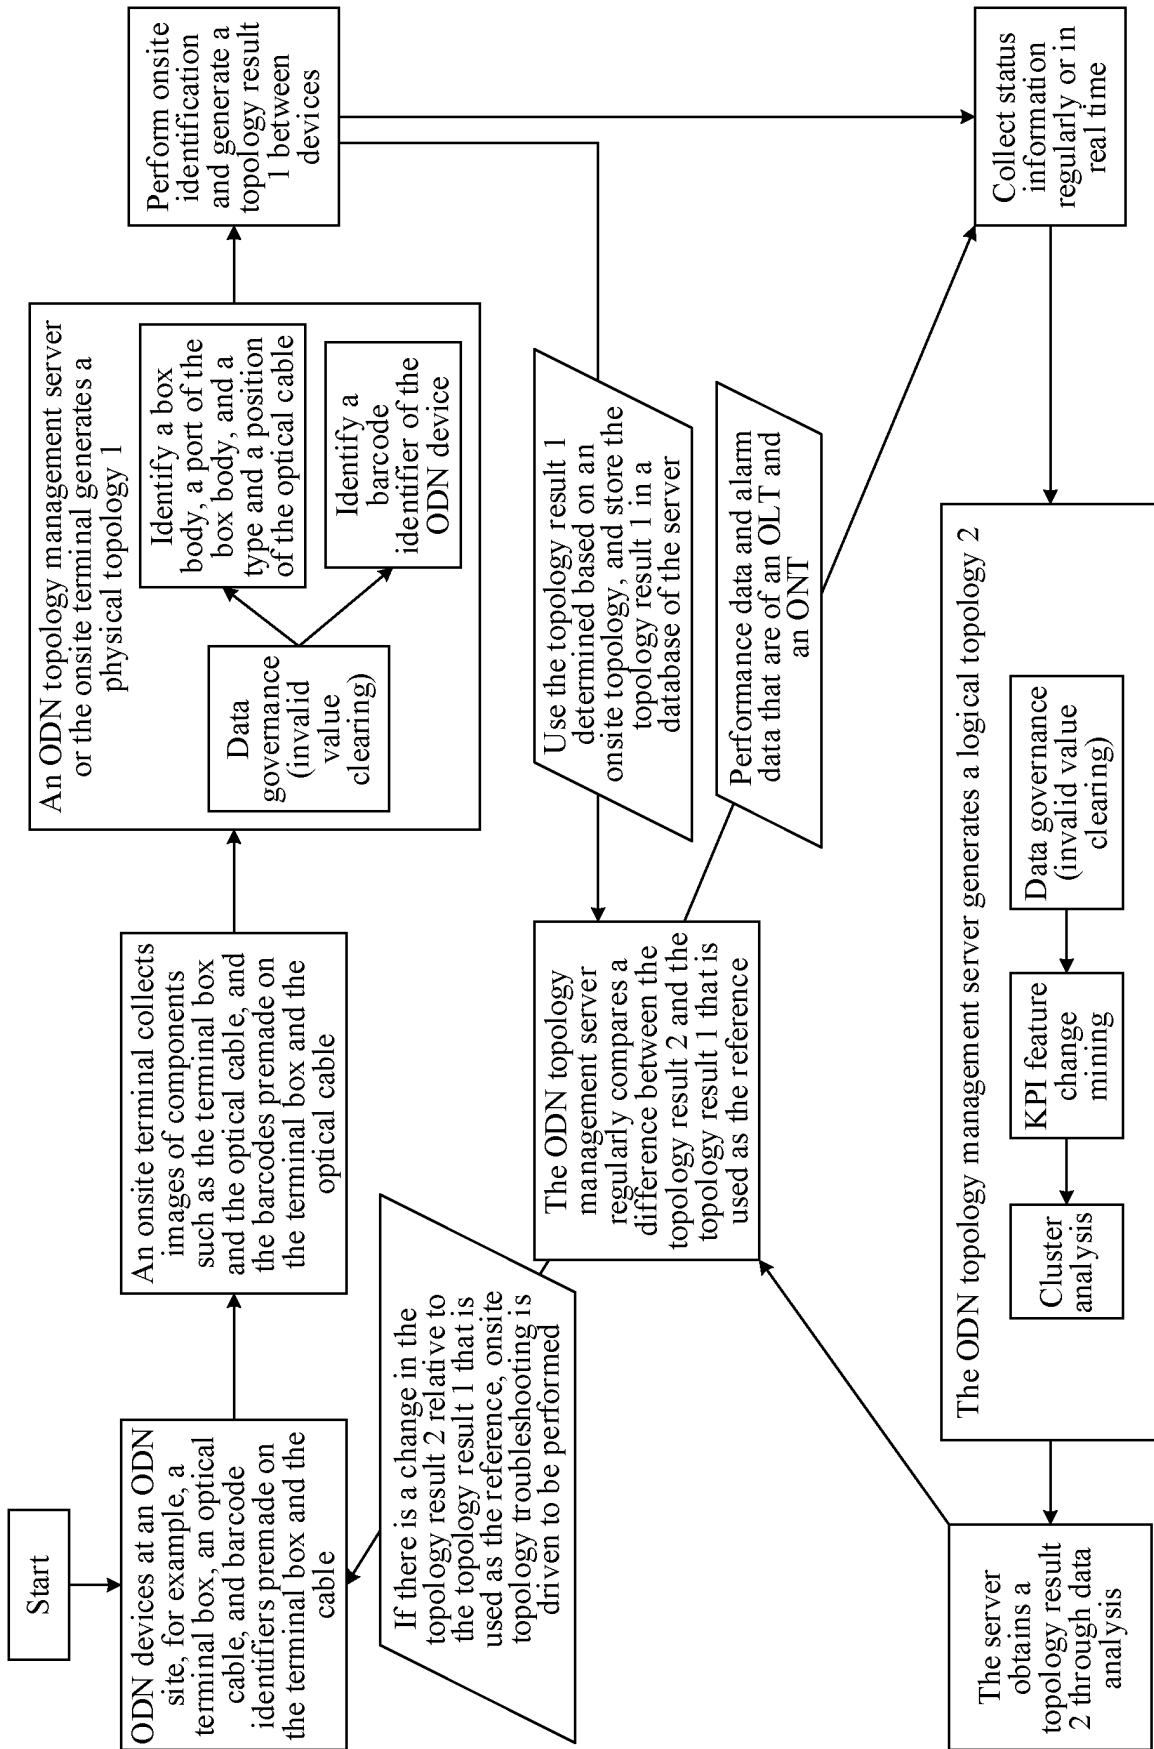 Start
ODN devices at an ODN
site, for example, a
terminal box, an optical
cable, and barcode
identifiers premade on
the terminal box and the
cable
An onsite terminal collects
images of components
such as the terminal box
and the optical cable, and
the barcodes premade on
the terminal box and the
optical cable
An ODN topology management server
or the onsite terminal generates a
physical topology 1
Data
governance
(invalid
value
clearing)
Identify a box
body, a port of the
box body, and a
type and a position
of the optical cable
Identify a
barcode
identifier of the
ODN device
Perform onsite
identification
and generate a
topology result
1 between
devices
If there is a change in the
topology result 2 relative to
the topology result 1 that is
used as the reference, onsite
topology troubleshooting is
driven to be performed
The ODN topology
management server
regularly compares a
difference between the
topology result 2 and the
topology result 1 that is
used as the reference
Use the topology result 1
determined based on an
onsite topology, and store the
topology result 1 in a
database of the server
Performance data and alarm
data that are of an OLT and
an ONT
The server
obtains a
topology result
2 through data
analysis
The ODN topology management server generates a logical topology 2
Cluster
analysis
KPI feature
change
mining
Data governance
(invalid value
clearing)
Collect status
information
regularly or in
real time